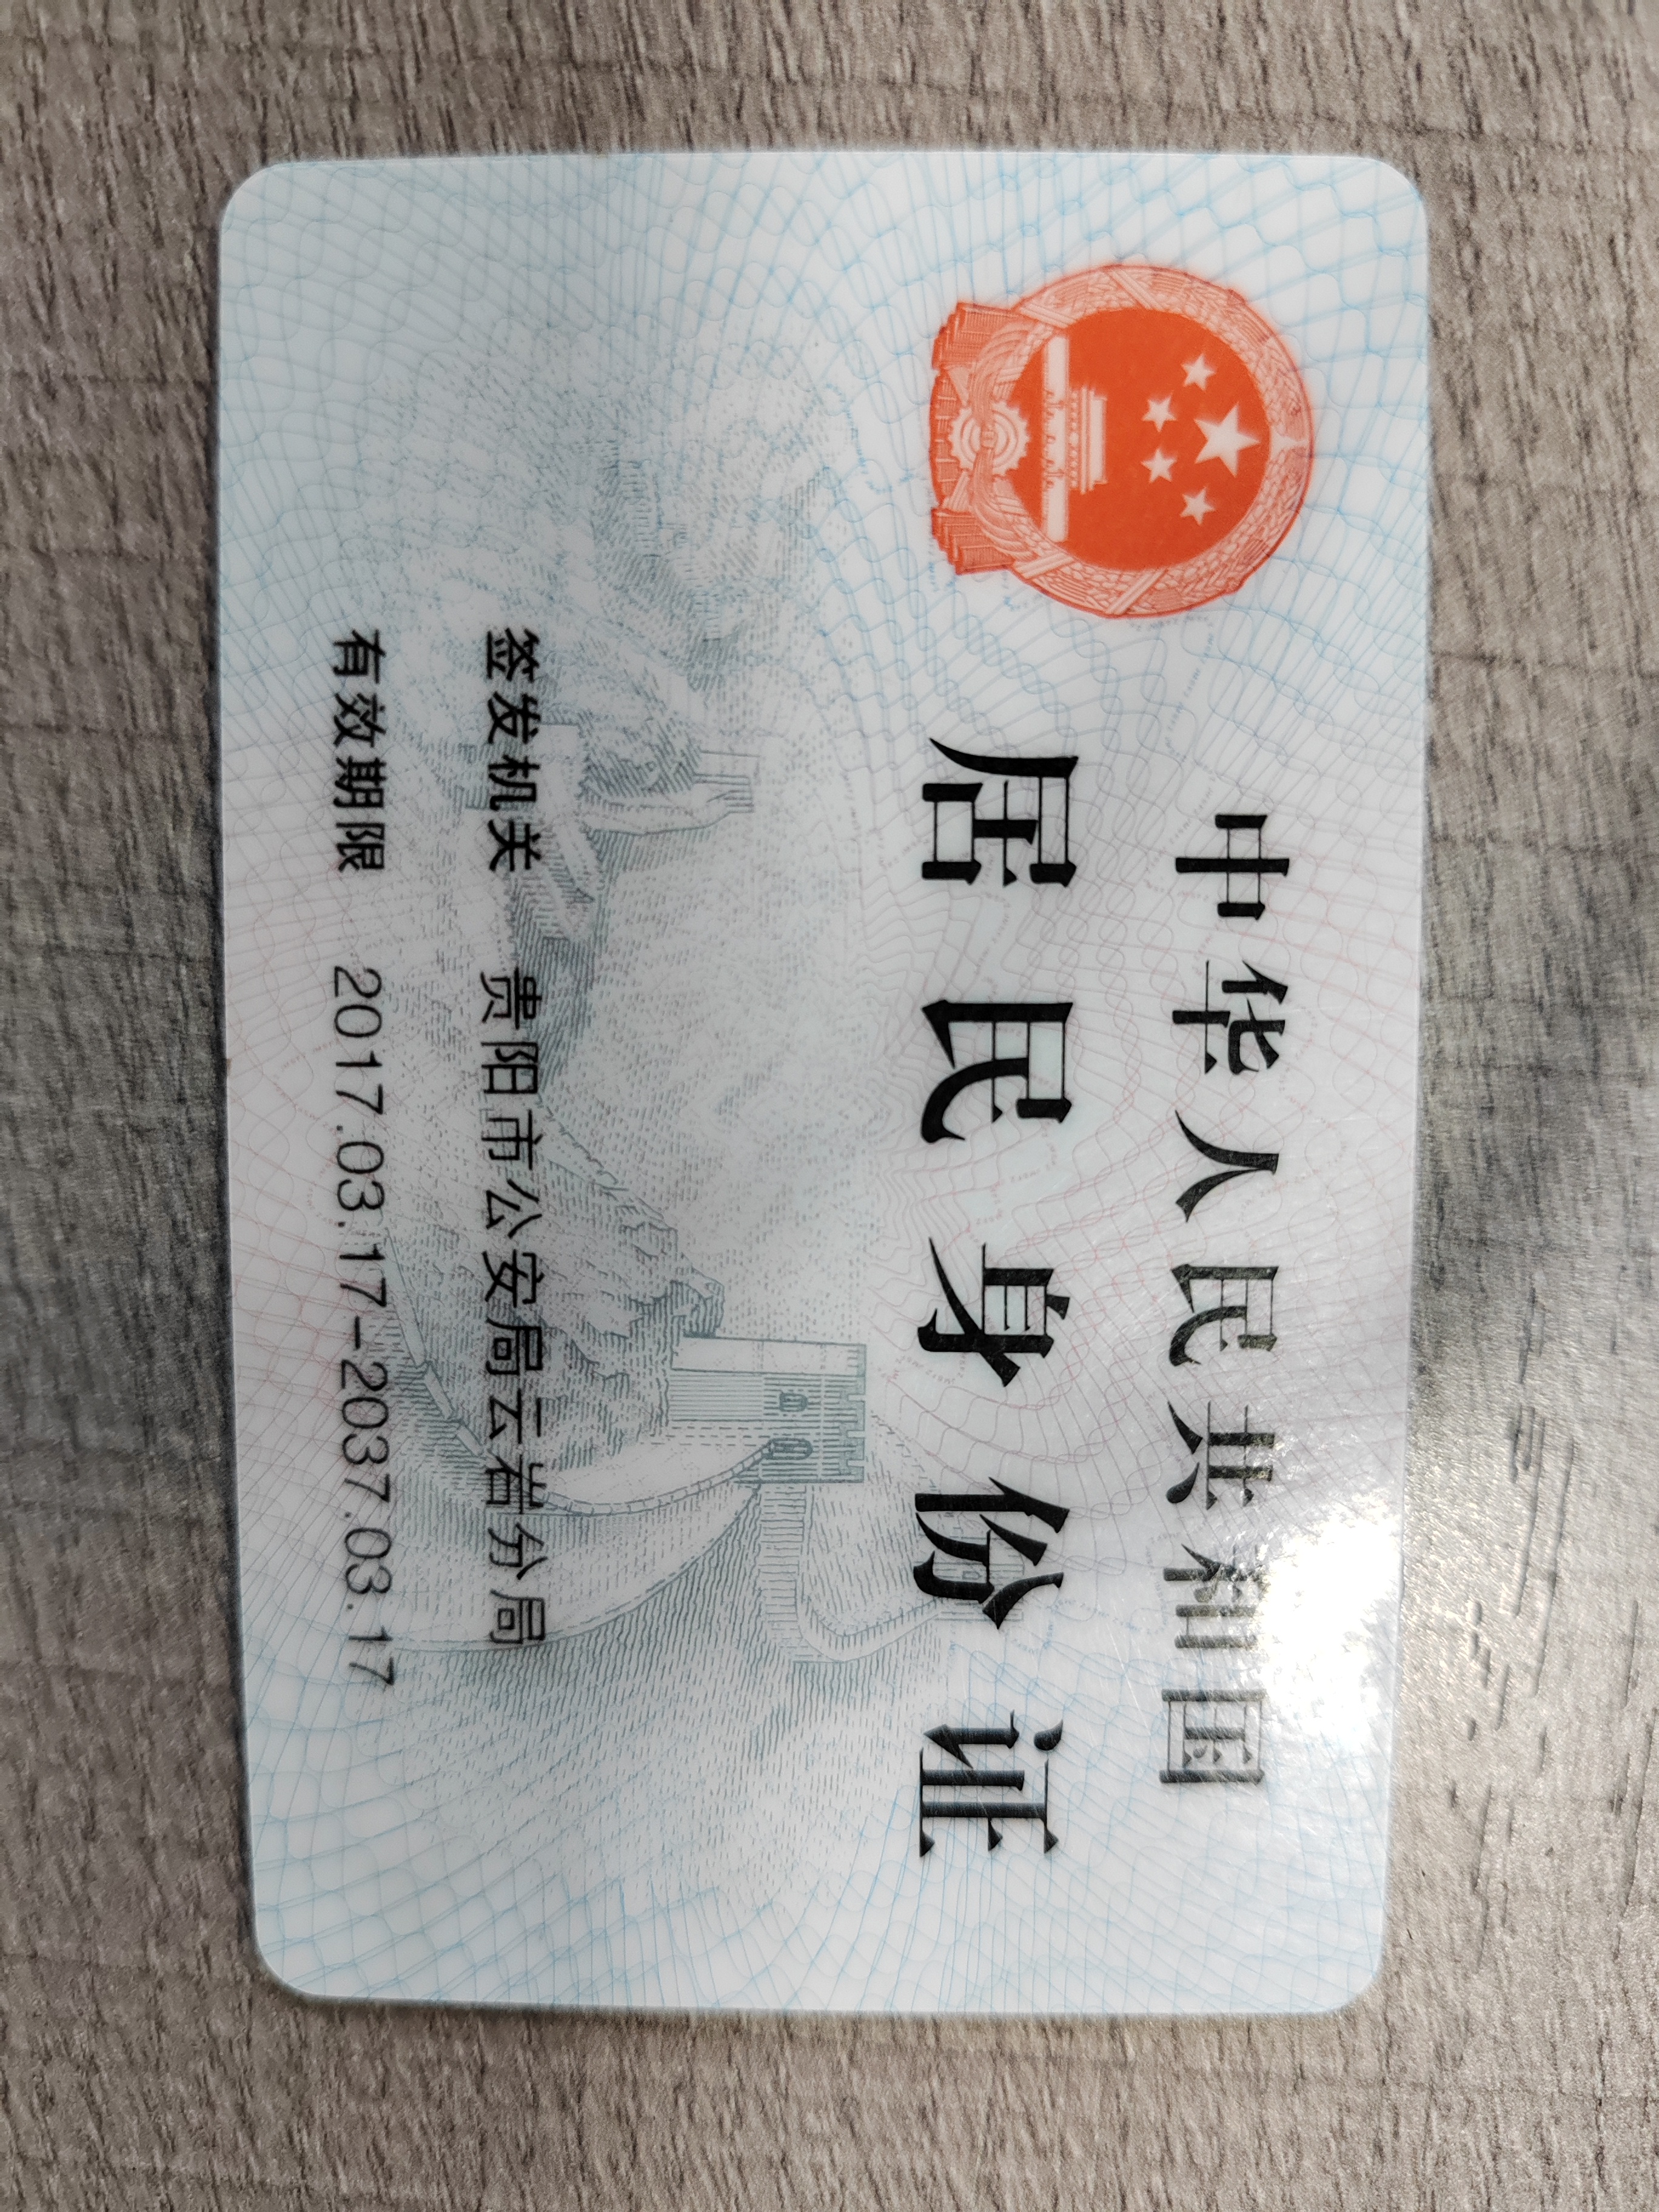 中华人民共和国
居民身份证
签发机关 贵阳市公安局云岩分局
有效期限 2017.03.17-2037.03.17